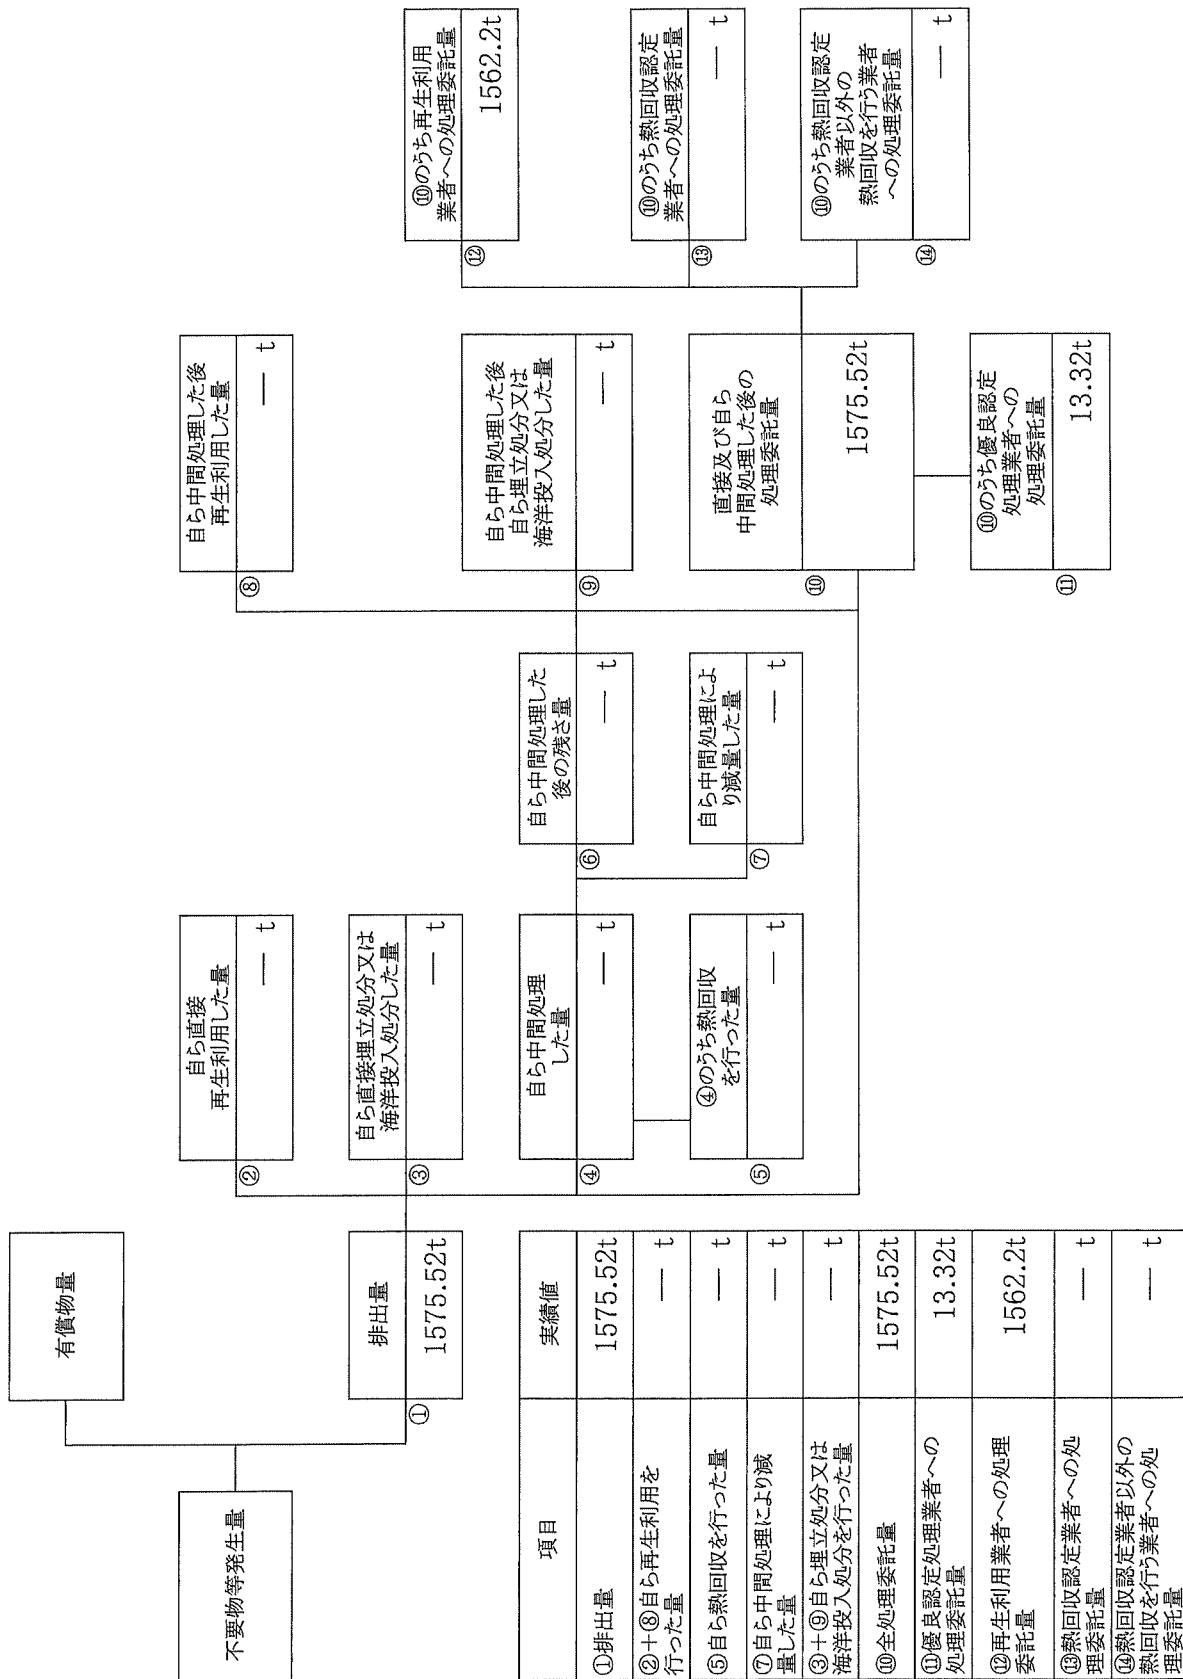 有償物量
不要物等発生量
排出量
①
1575.52t
自ら直接
再生利用した量
②
― t
自ら直接埋立処分又は
海洋投入処分した量
③
― t
自ら中間処理
した量
④
― t
④のうち熱回収
を行った量
⑤
― t
自ら中間処理した
後の残さ量
⑥
― t
自ら中間処理によ
り減量した量
⑦
― t
自ら中間処理した後
再生利用した量
⑧
― t
自ら中間処理した後
自ら埋立処分又は
海洋投入処分した量
⑨
― t
直接及び自ら
中間処理した後の
処理委託量
⑩
1575.52t
⑩のうち優良認定
処理業者への
処理委託量
⑪
13.32t
⑩のうち再生利用
業者への処理委託量
⑫
1562.2t
⑩のうち熱回収認定
業者への処理委託量
⑬
― t
⑩のうち熱回収認定
業者以外の
熱回収を行う業者
への処理委託量
⑭
― t
項目 実績値
①排出量 1575.52t
②+⑧自ら再生利用を
行った量 ― t
⑤自ら熱回収を行った量 ― t
⑦自ら中間処理により減
量した量 ― t
③+⑨自ら埋立処分又は
海洋投入処分を行った量 ― t
⑩全処理委託量 1575.52t
⑪優良認定処理業者への
処理委託量 13.32t
⑫再生利用業者への処理
委託量 1562.2t
⑬熱回収認定業者への処
理委託量 ― t
⑭熱回収認定業者以外の
熱回収を行う業者への処
理委託量 ― t